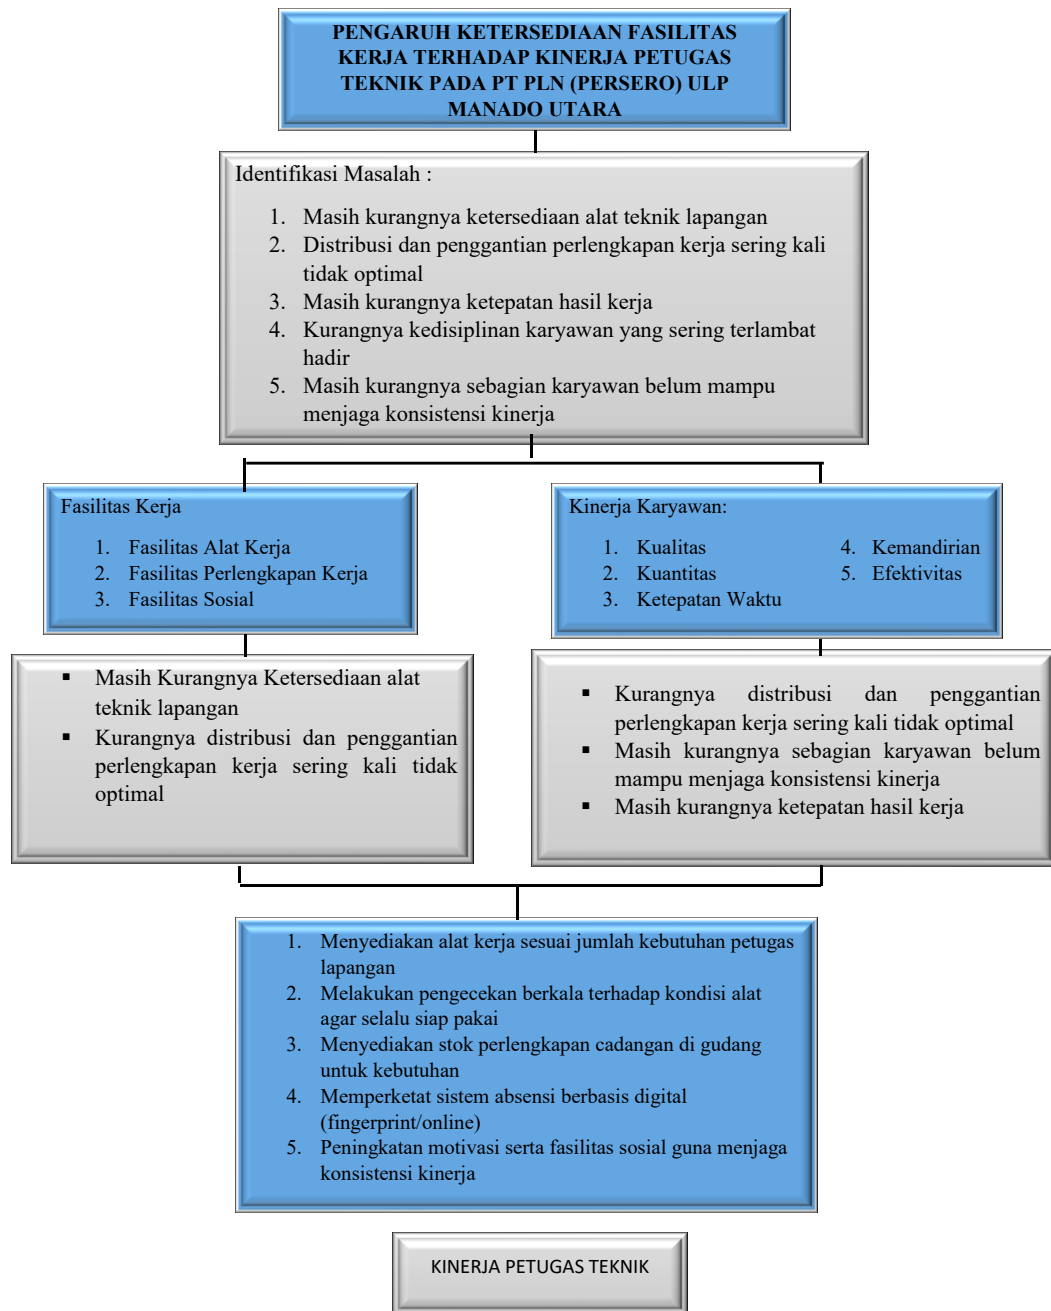 PENGARUH KETERSEDIAAN FASILITAS
KERJA TERHADAP KINERJA PETUGAS
TEKNIK PADA PT PLN (PERSERO) ULP
MANADO UTARA
Identifikasi Masalah :
1. Masih kurangnya ketersediaan alat teknik lapangan
2. Distribusi dan penggantian perlengkapan kerja sering kali
tidak optimal
3. Masih kurangnya ketepatan hasil kerja
4. Kurangnya kedisiplinan karyawan yang sering terlambat
hadir
5. Masih kurangnya sebagian karyawan belum mampu
menjaga konsistensi kinerja
Fasilitas Kerja
1. Fasilitas Alat Kerja
2. Fasilitas Perlengkapan Kerja
3. Fasilitas Sosial
Kinerja Karyawan:
1. Kualitas
2. Kuantitas
3. Ketepatan Waktu
4. Kemandirian
5. Efektivitas
▪ Masih Kurangnya Ketersediaan alat
teknik lapangan
▪ Kurangnya distribusi dan penggantian
perlengkapan kerja sering kali tidak
optimal
▪ Kurangnya distribusi dan penggantian
perlengkapan kerja sering kali tidak optimal
▪ Masih kurangnya sebagian karyawan belum
mampu menjaga konsistensi kinerja
▪ Masih kurangnya ketepatan hasil kerja
1. Menyediakan alat kerja sesuai jumlah kebutuhan petugas
lapangan
2. Melakukan pengecekan berkala terhadap kondisi alat
agar selalu siap pakai
3. Menyediakan stok perlengkapan cadangan di gudang
untuk kebutuhan
4. Memperketat sistem absensi berbasis digital
(fingerprint/online)
5. Peningkatan motivasi serta fasilitas sosial guna menjaga
konsistensi kinerja
KINERJA PETUGAS TEKNIK